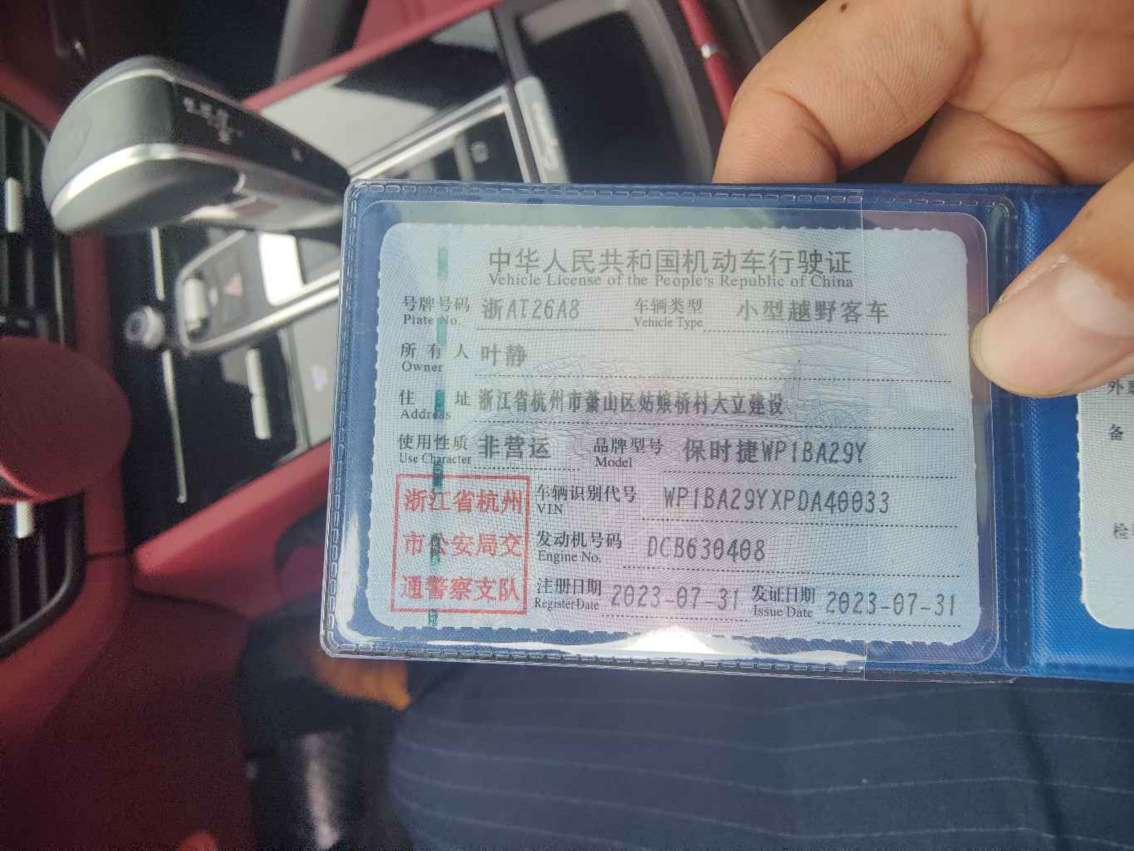 中华人民共和国机动车行驶证
Vehicle License of the People's Republic of China
号牌号码 浙AT26A8 车辆类型 小型越野客车
Plate No. Vehicle Type
所有人 叶静
Owner
住址 浙江省杭州市萧山区姑娘桥村大立建设
Address
使用性质 非营运 品牌型号 保时捷WP1BA29Y
Use Character Model
浙江省杭州 车辆识别代号 WP1BA29YXPDA40033
VIN
市公安局交 发动机号码 DCB630408
Engine No.
通警察支队 注册日期 2023-07-31 发证日期 2023-07-31
Register Date Issue Date
备
检